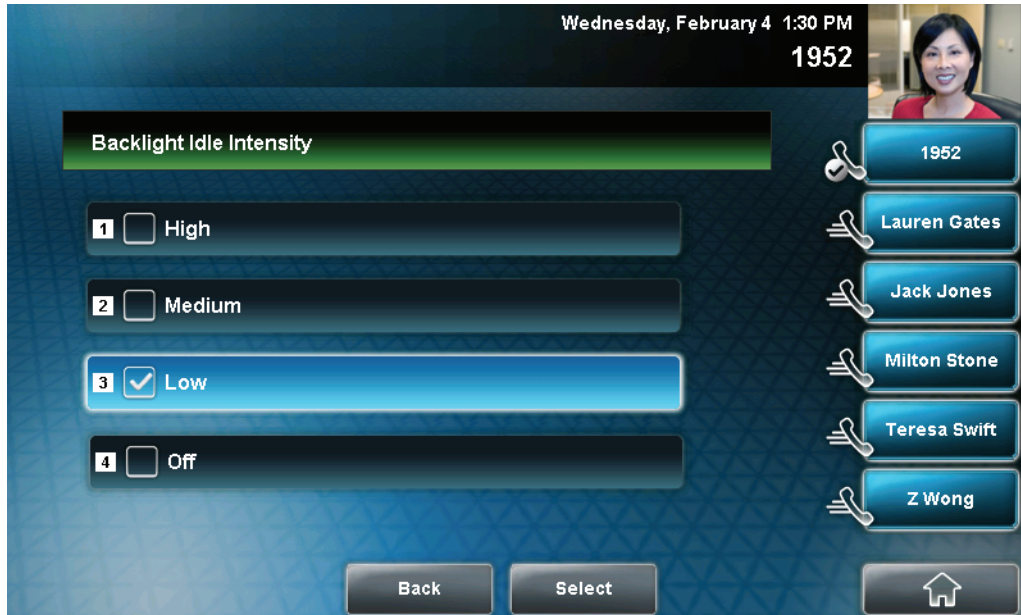 Wednesday, February 4 1:30 PM
1952
Backlight Idle Intensity
1 High
2 Medium
3 Low
4 Off
1952
Lauren Gates
Jack Jones
Milton Stone
Teresa Swift
Z Wong
Back
Select